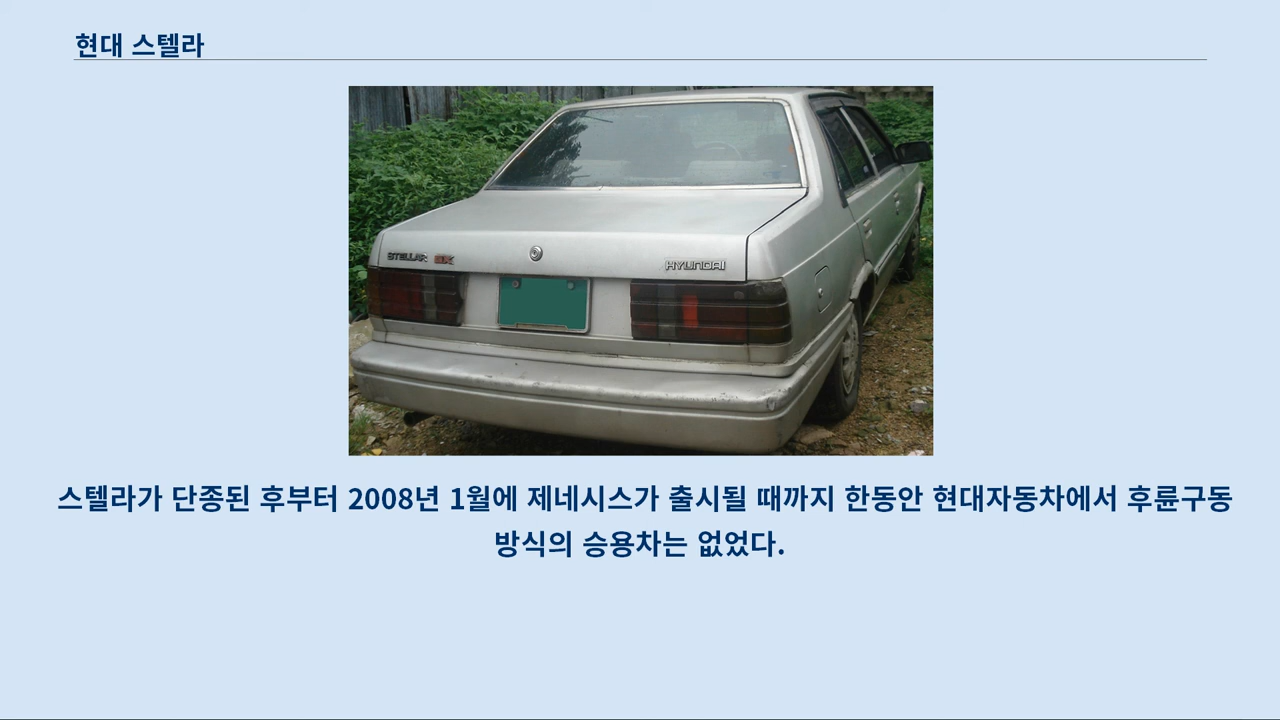 현대 스텔라
STELLAR GX
HYUNDAI
스텔라가 단종된 후부터 2008년 1월에 제네시스가 출시될 때까지 한동안 현대자동차에서 후륜구동
방식의 승용차는 없었다.